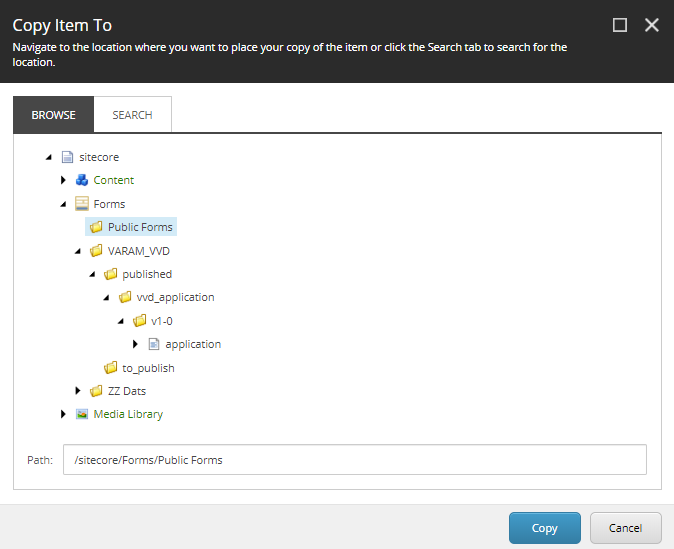 Copy Item To
Navigate to the location where you want to place your copy of the item or click the Search tab to search for the
location.
BROWSE
SEARCH
sitecore
Content
Forms
Public Forms
VARAM_VVD
published
vvd_application
v1-0
application
to_publish
ZZ Dats
Media Library
Path:
/sitecore/Forms/Public Forms
Copy
Cancel